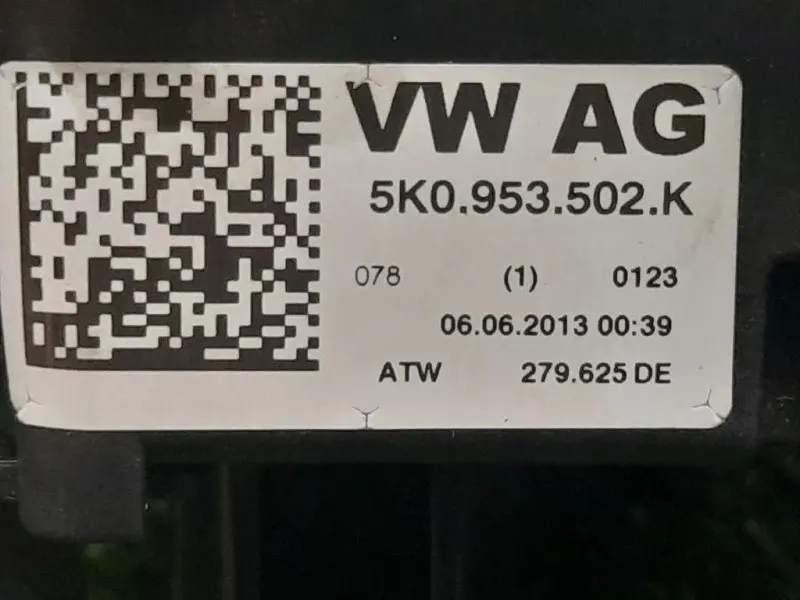 VW AG
5K0.953.502.K
078 (1) 0123
06.06.2013 00:39
ATW 279.625 DE